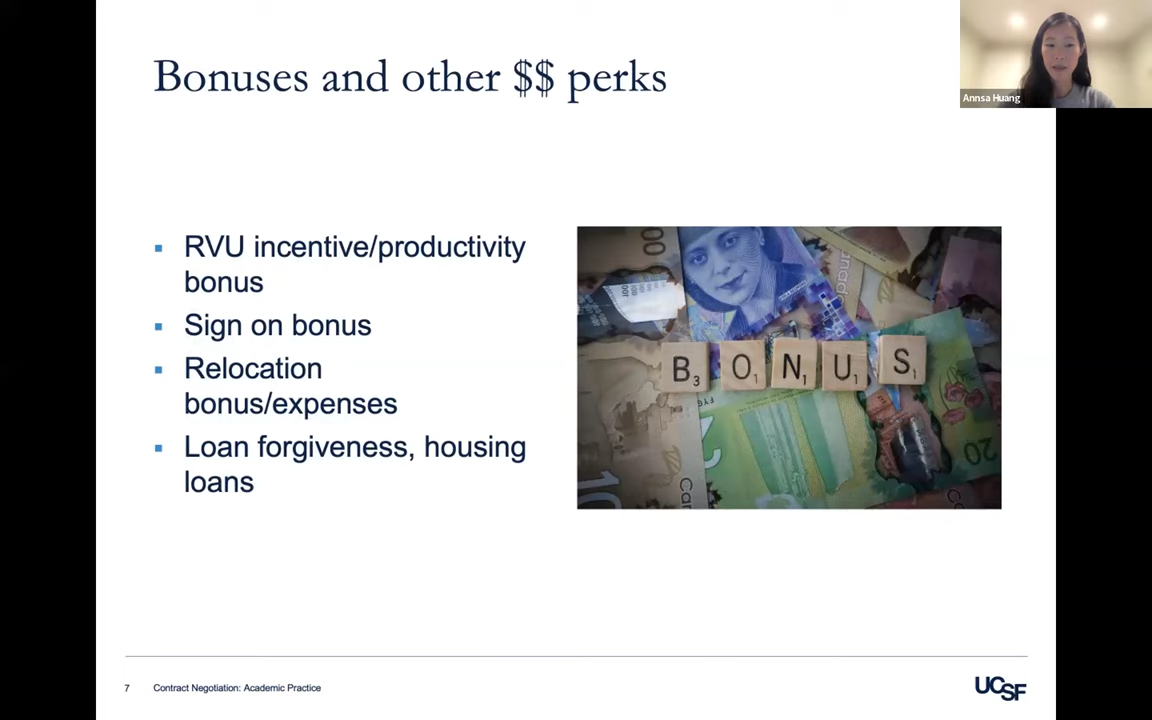 Bonuses and other $$ perks
Annsa Huang
▪ RVU incentive/productivity
bonus
▪ Sign on bonus
▪ Relocation
bonus/expenses
▪ Loan forgiveness, housing
loans
B3 O1 N1 U1 S1
20
7 Contract Negotiation: Academic Practice
UCSF